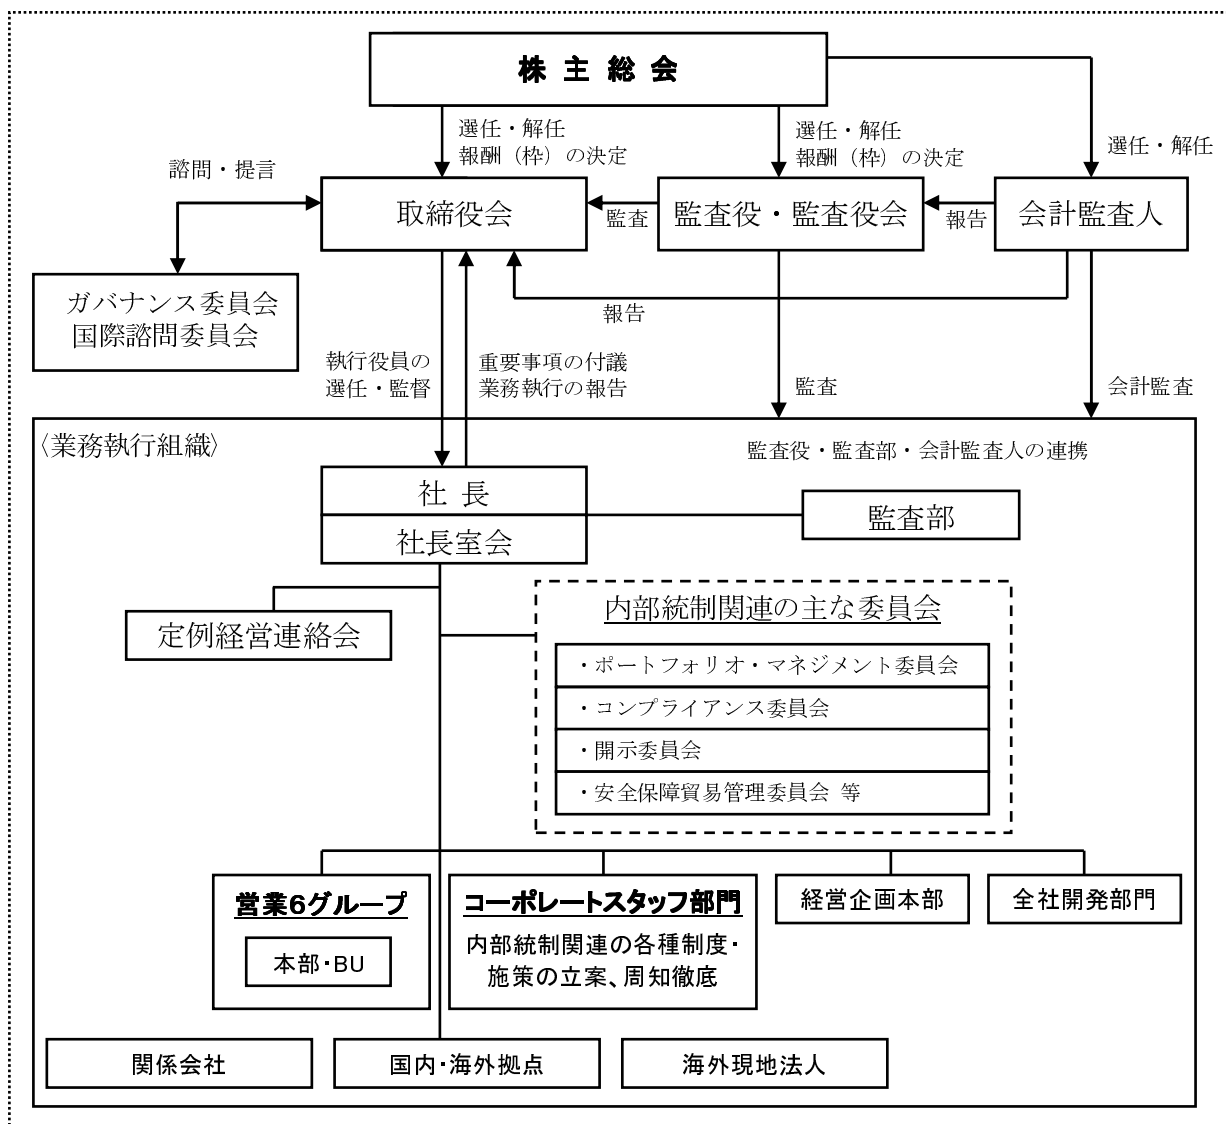 株 主 総 会
選任・解任
報酬（枠）の決定
選任・解任
報酬（枠）の決定
選任・解任
諮問・提言
取締役会
監査
監査役・監査役会
報告
会計監査人
ガバナンス委員会
国際諮問委員会
報告
執行役員の
選任・監督
重要事項の付議
業務執行の報告
監査
会計監査
〈業務執行組織〉
監査役・監査部・会計監査人の連携
社 長
社長室会
監査部
定例経営連絡会
内部統制関連の主な委員会
・ポートフォリオ・マネジメント委員会
・コンプライアンス委員会
・開示委員会
・安全保障貿易管理委員会 等
営業6グループ
本部・BU
コーポレートスタッフ部門
内部統制関連の各種制度・
施策の立案、周知徹底
経営企画本部
全社開発部門
関係会社
国内・海外拠点
海外現地法人